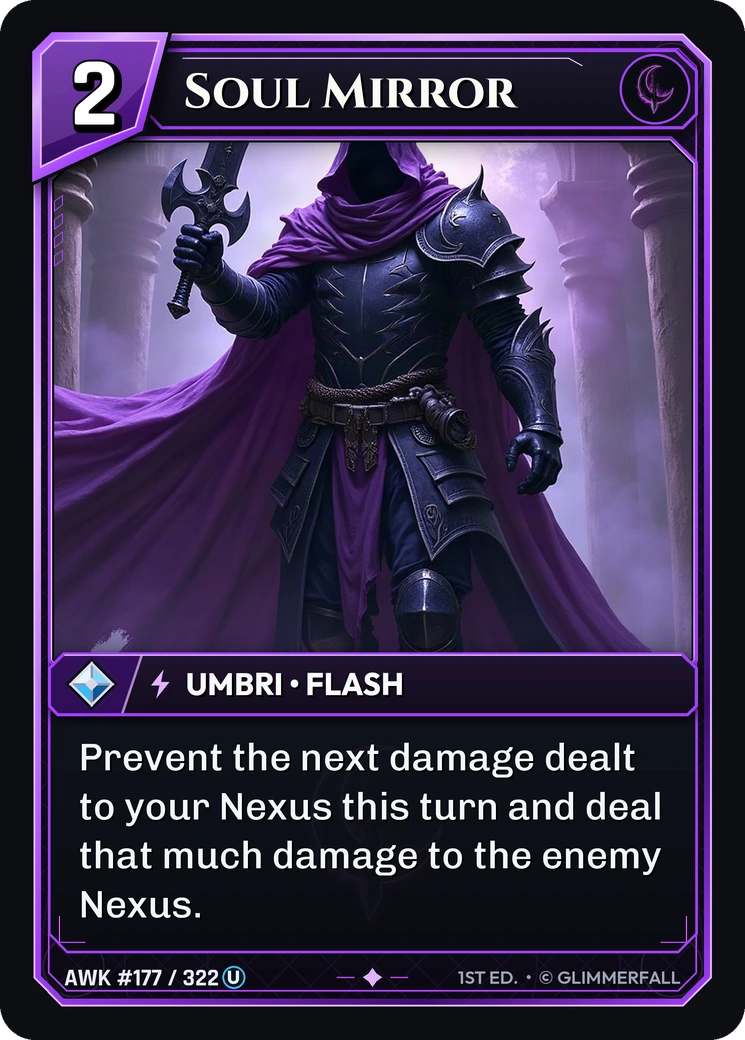 2
Soul Mirror
UMBRI • FLASH
Prevent the next damage dealt
to your Nexus this turn and deal
that much damage to the enemy
Nexus.
AWK #177 / 322 U
1ST ED. • © GLIMMERFALL